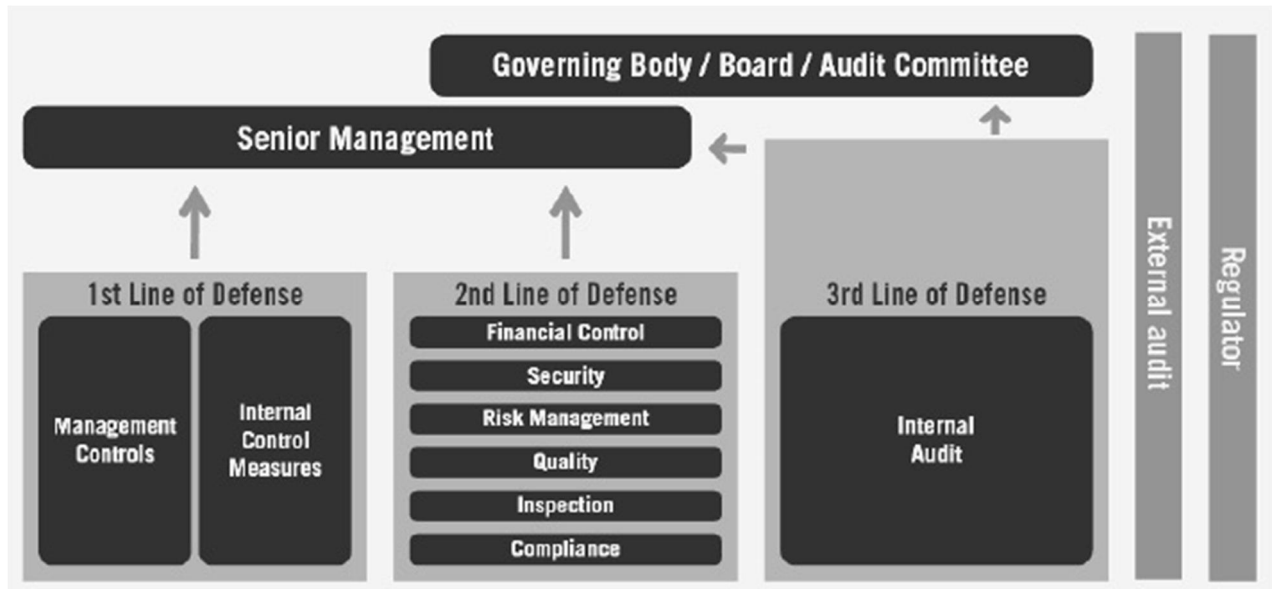 Governing Body / Board / Audit Committee
Senior Management
1st Line of Defense
Management
Controls
Internal
Control
Measures
2nd Line of Defense
Financial Control
Security
Risk Management
Quality
Inspection
Compliance
3rd Line of Defense
Internal
Audit
External audit
Regulator